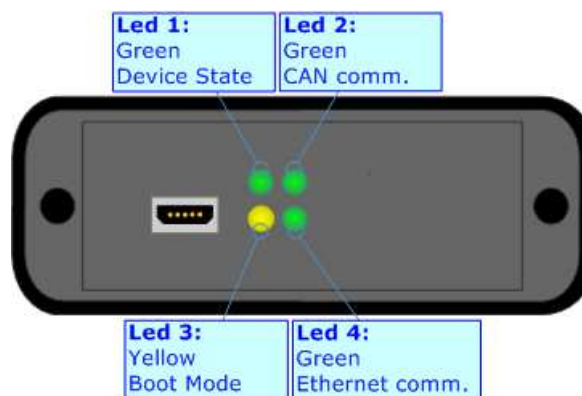 Led 1:
Green
Device State
Led 2:
Green
CAN comm.
Led 3:
Yellow
Boot Mode
Led 4:
Green
Ethernet comm.